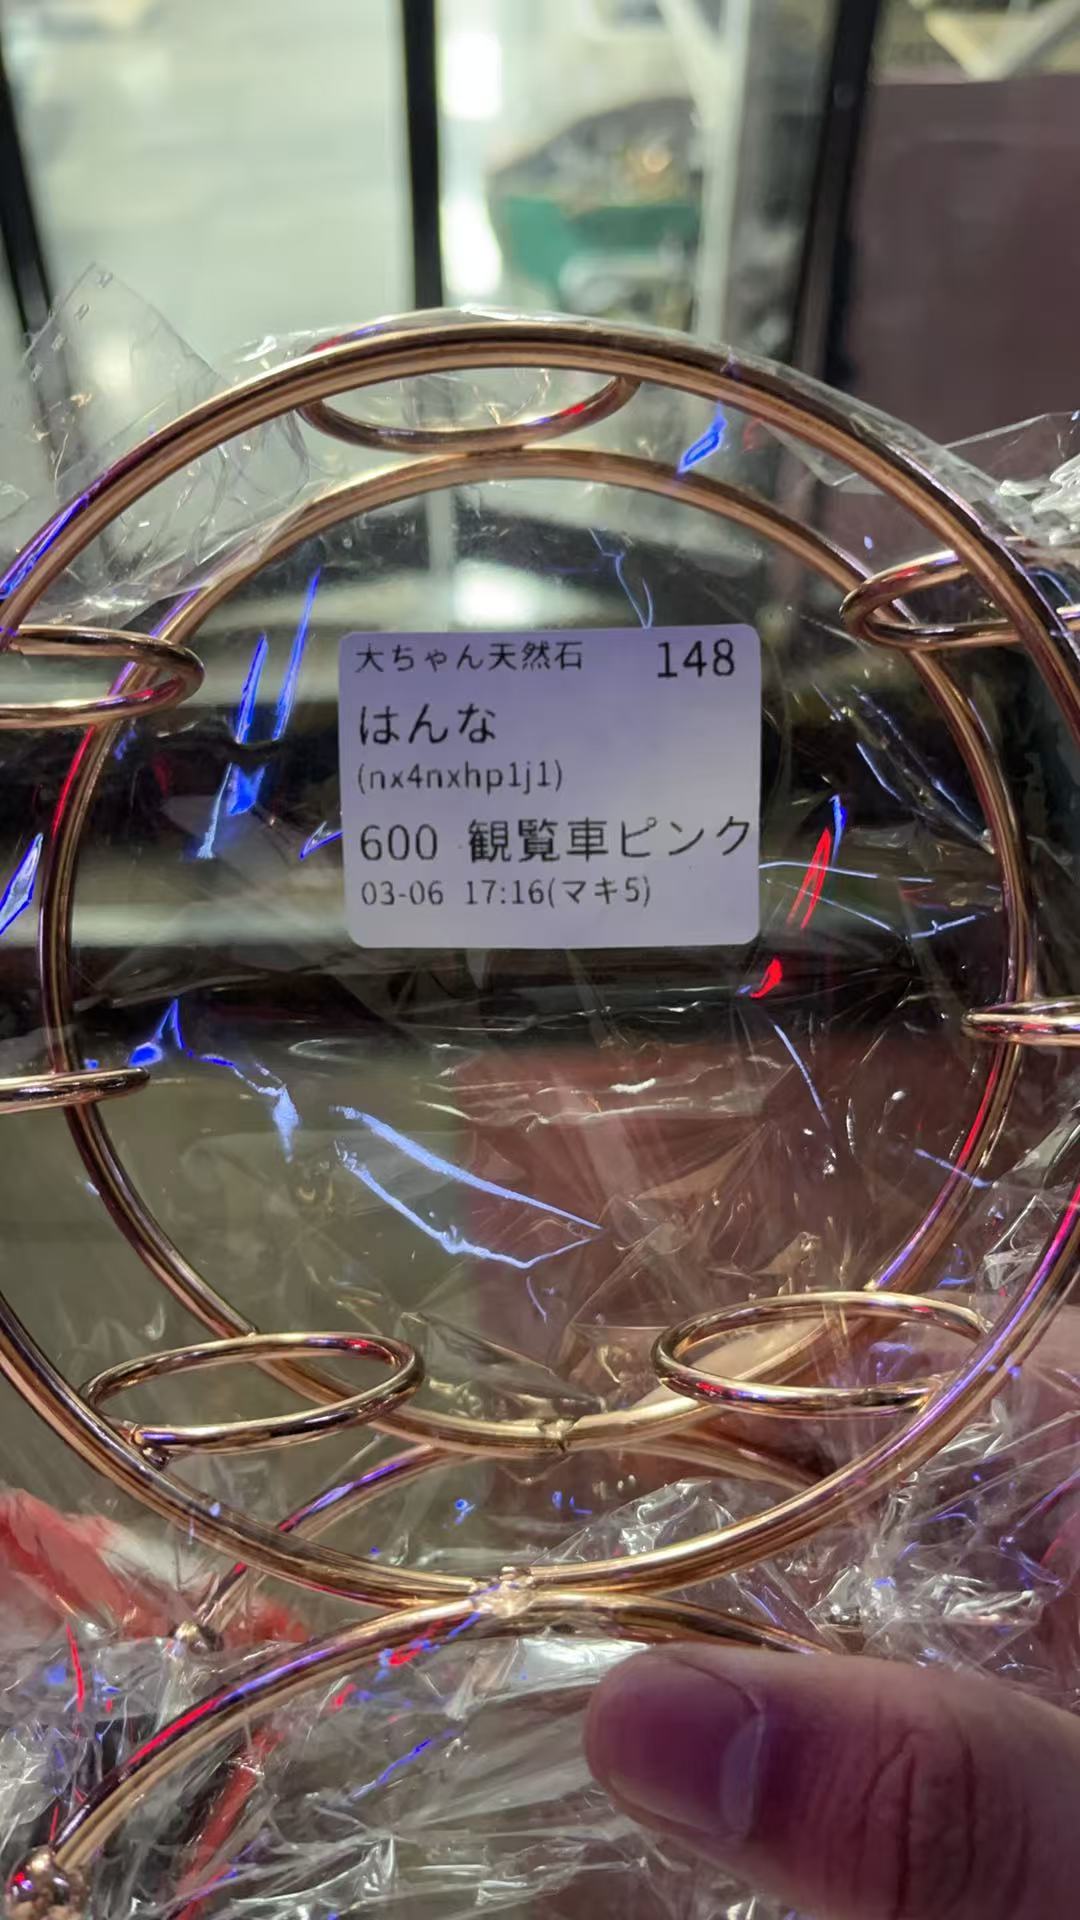 大ちゃん天然石 148
はんな
(nx4nxhp1j1)
600 観覧車ピンク
03-06 17:16(マキ5)